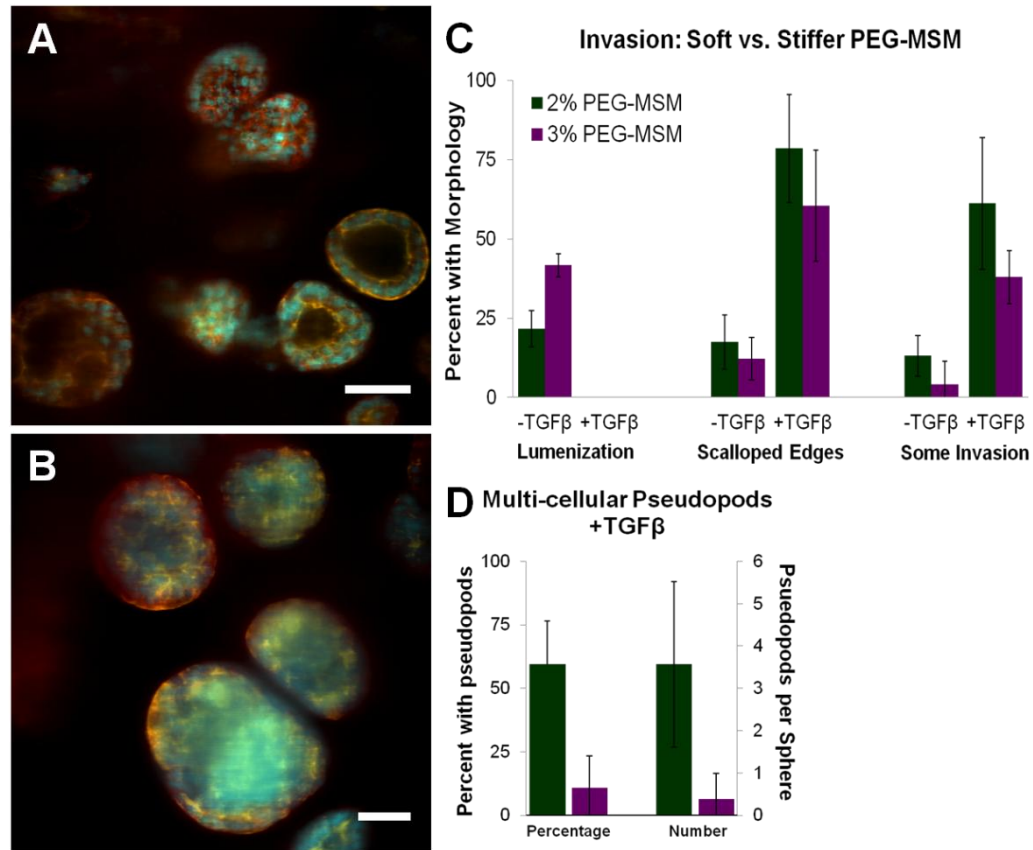 A
B
C
Invasion: Soft vs. Stiffer PEG-MSM
Percent with Morphology
100
75
50
25
0
2% PEG-MSM
3% PEG-MSM
-TGFβ +TGFβ
-TGFβ +TGFβ
-TGFβ +TGFβ
Lumenization
Scalloped Edges
Some Invasion
D
Multi-cellular Pseudopods
+TGFβ
Percent with pseudopods
100
75
50
25
0
6
5
4
3
2
1
0
Psuedopods per Sphere
Percentage
Number